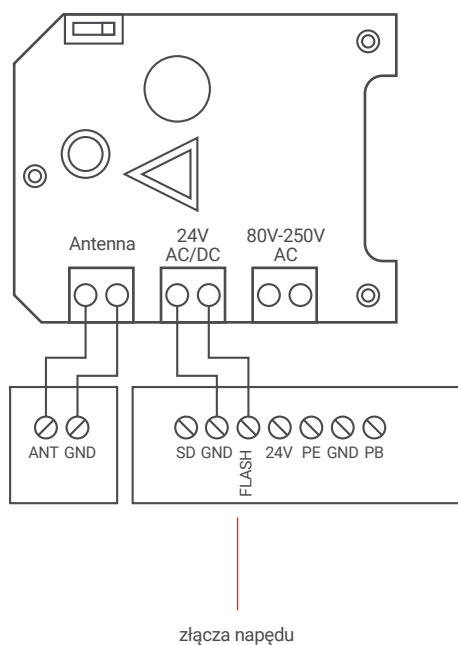 Antenna
24V
AC/DC
80V-250V
AC
ANT GND
SD GND FLASH 24V PE GND PB
złącza napędu